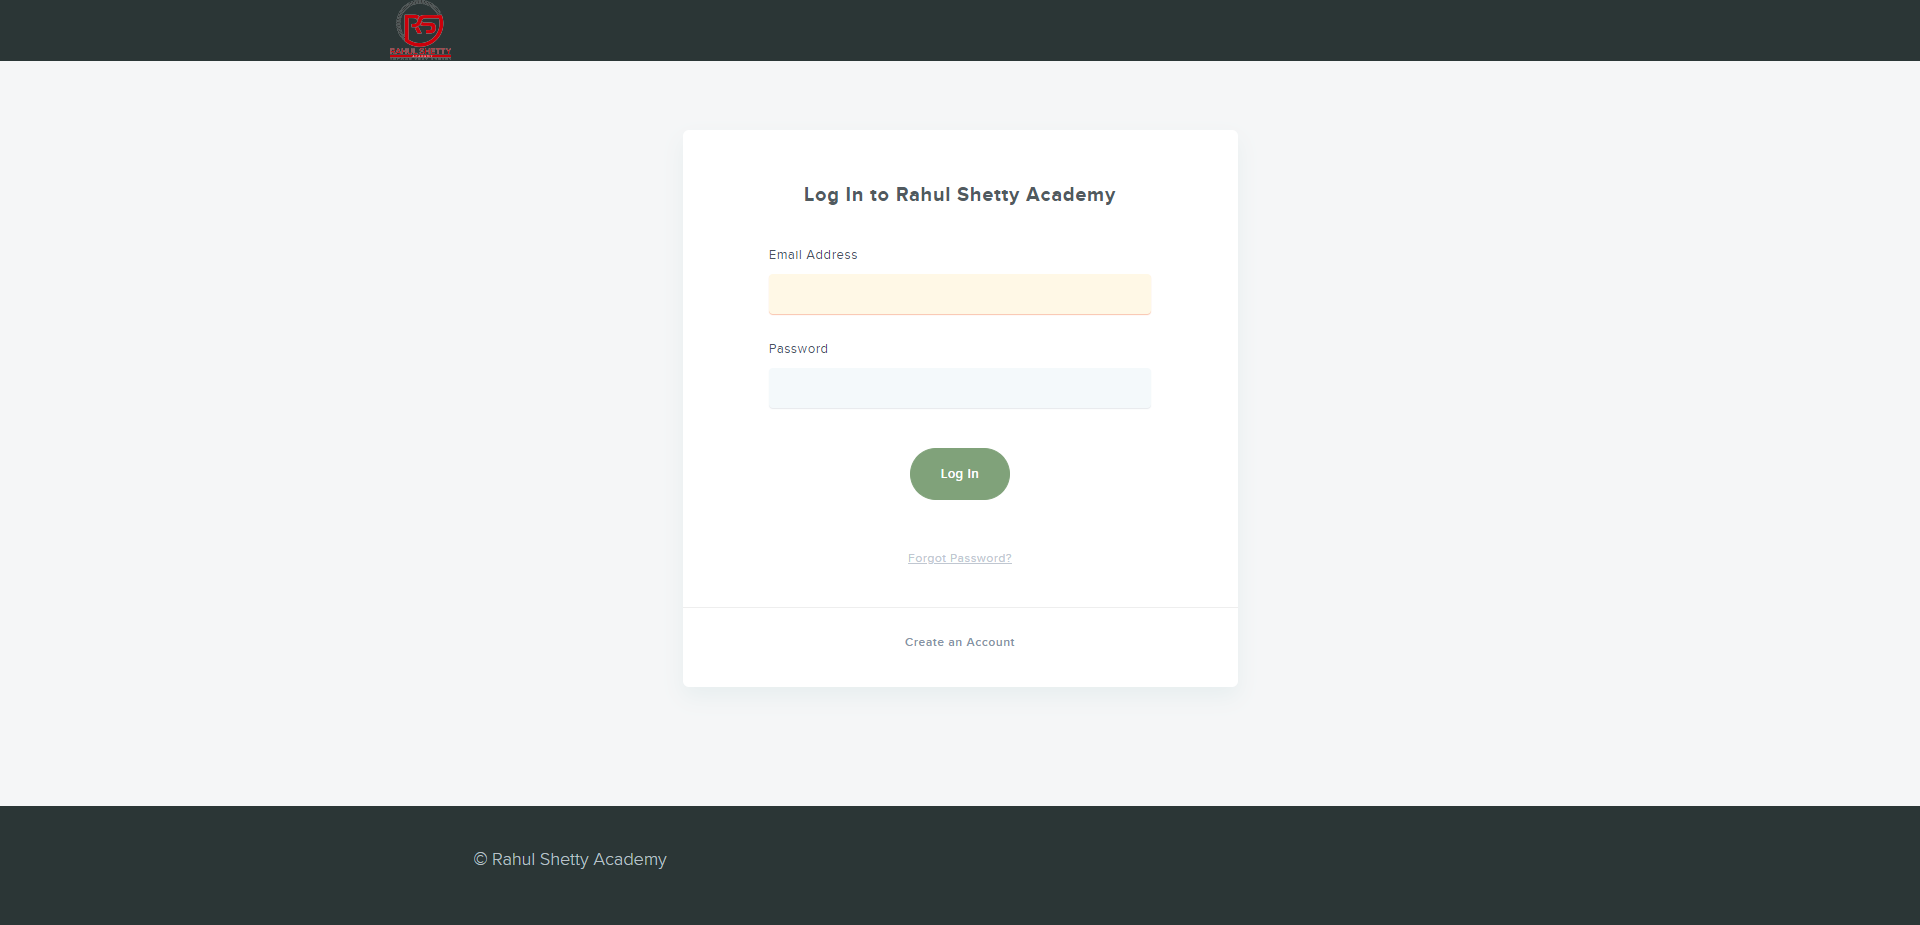 RAHUL SHETTY
Log In to Rahul Shetty Academy
Email Address
Password
Log In
Forgot Password?
Create an Account
© Rahul Shetty Academy